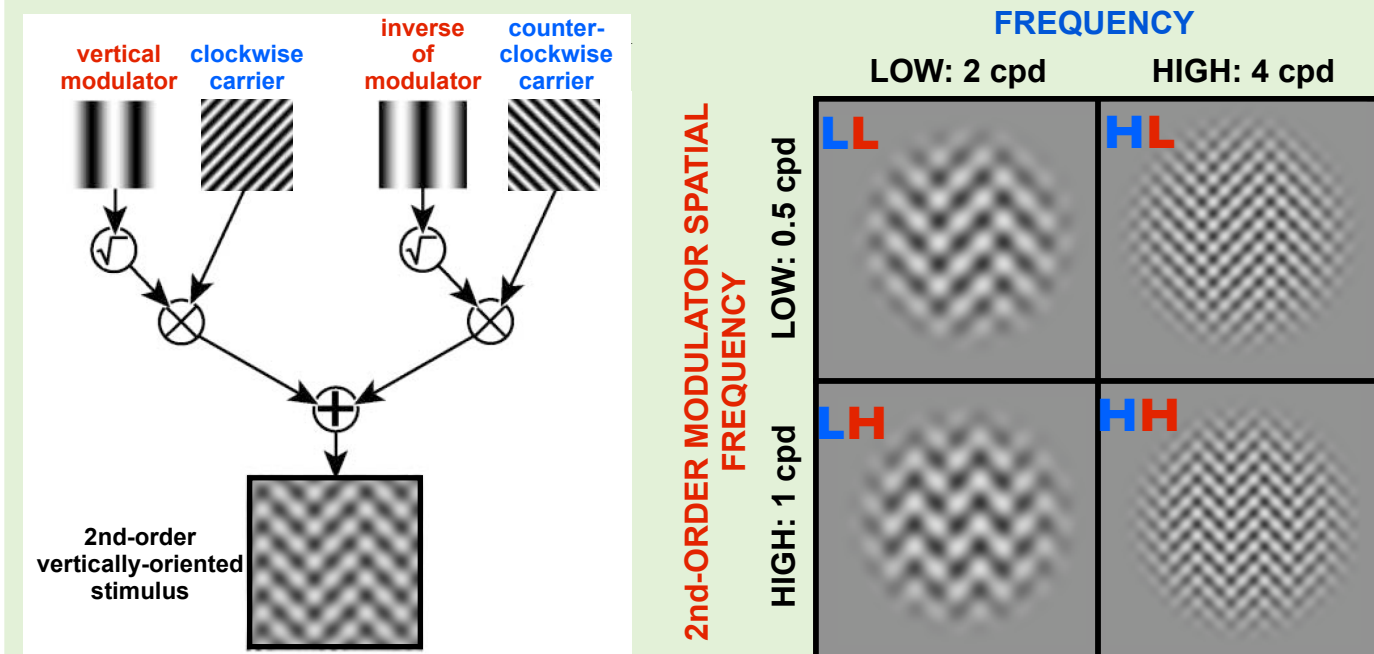 vertical
modulator
clockwise
carrier
inverse
of
modulator
counter-
clockwise
carrier
√
√
2nd-order
vertically-oriented
stimulus
FREQUENCY
LOW: 2 cpd
HIGH: 4 cpd
2nd-ORDER MODULATOR SPATIAL
FREQUENCY
LOW: 0.5 cpd
HIGH: 1 cpd
LL
HL
LH
HH